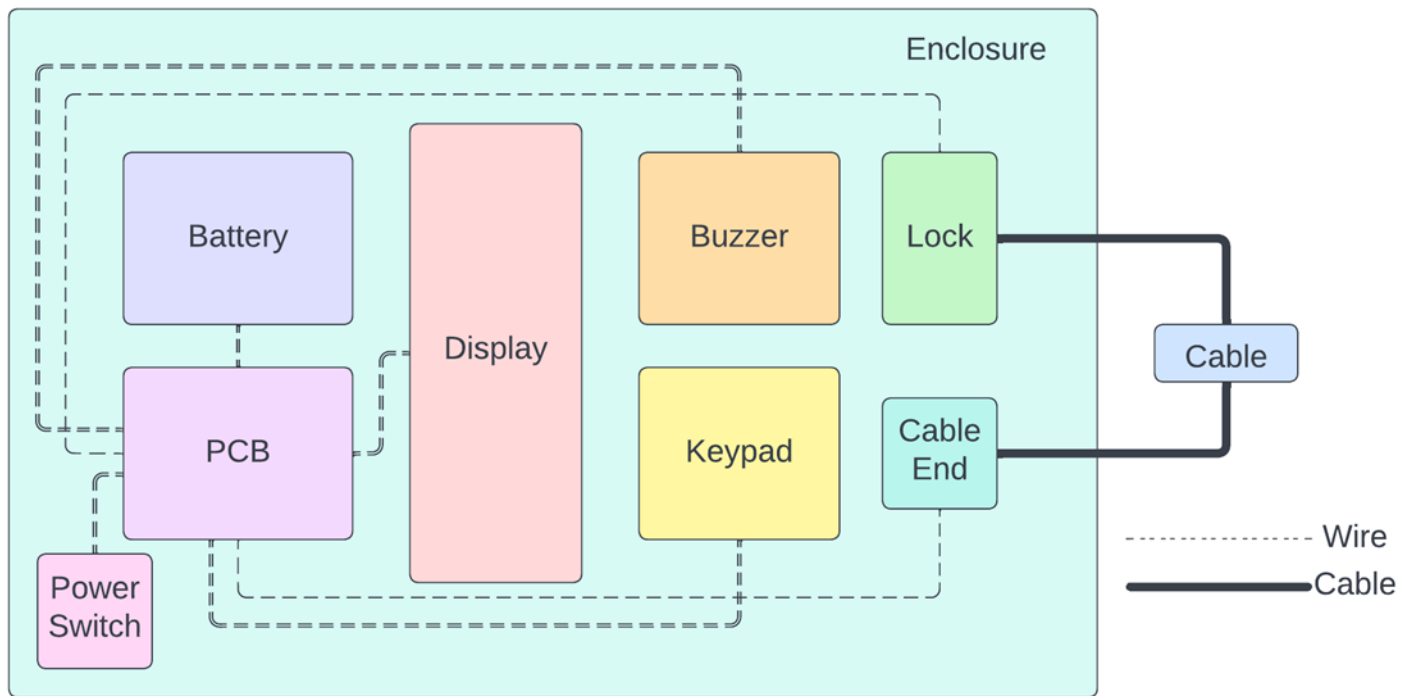 Enclosure
Battery
Buzzer
Lock
Display
Cable
PCB
Keypad
Cable
End
Power
Switch
Wire
Cable